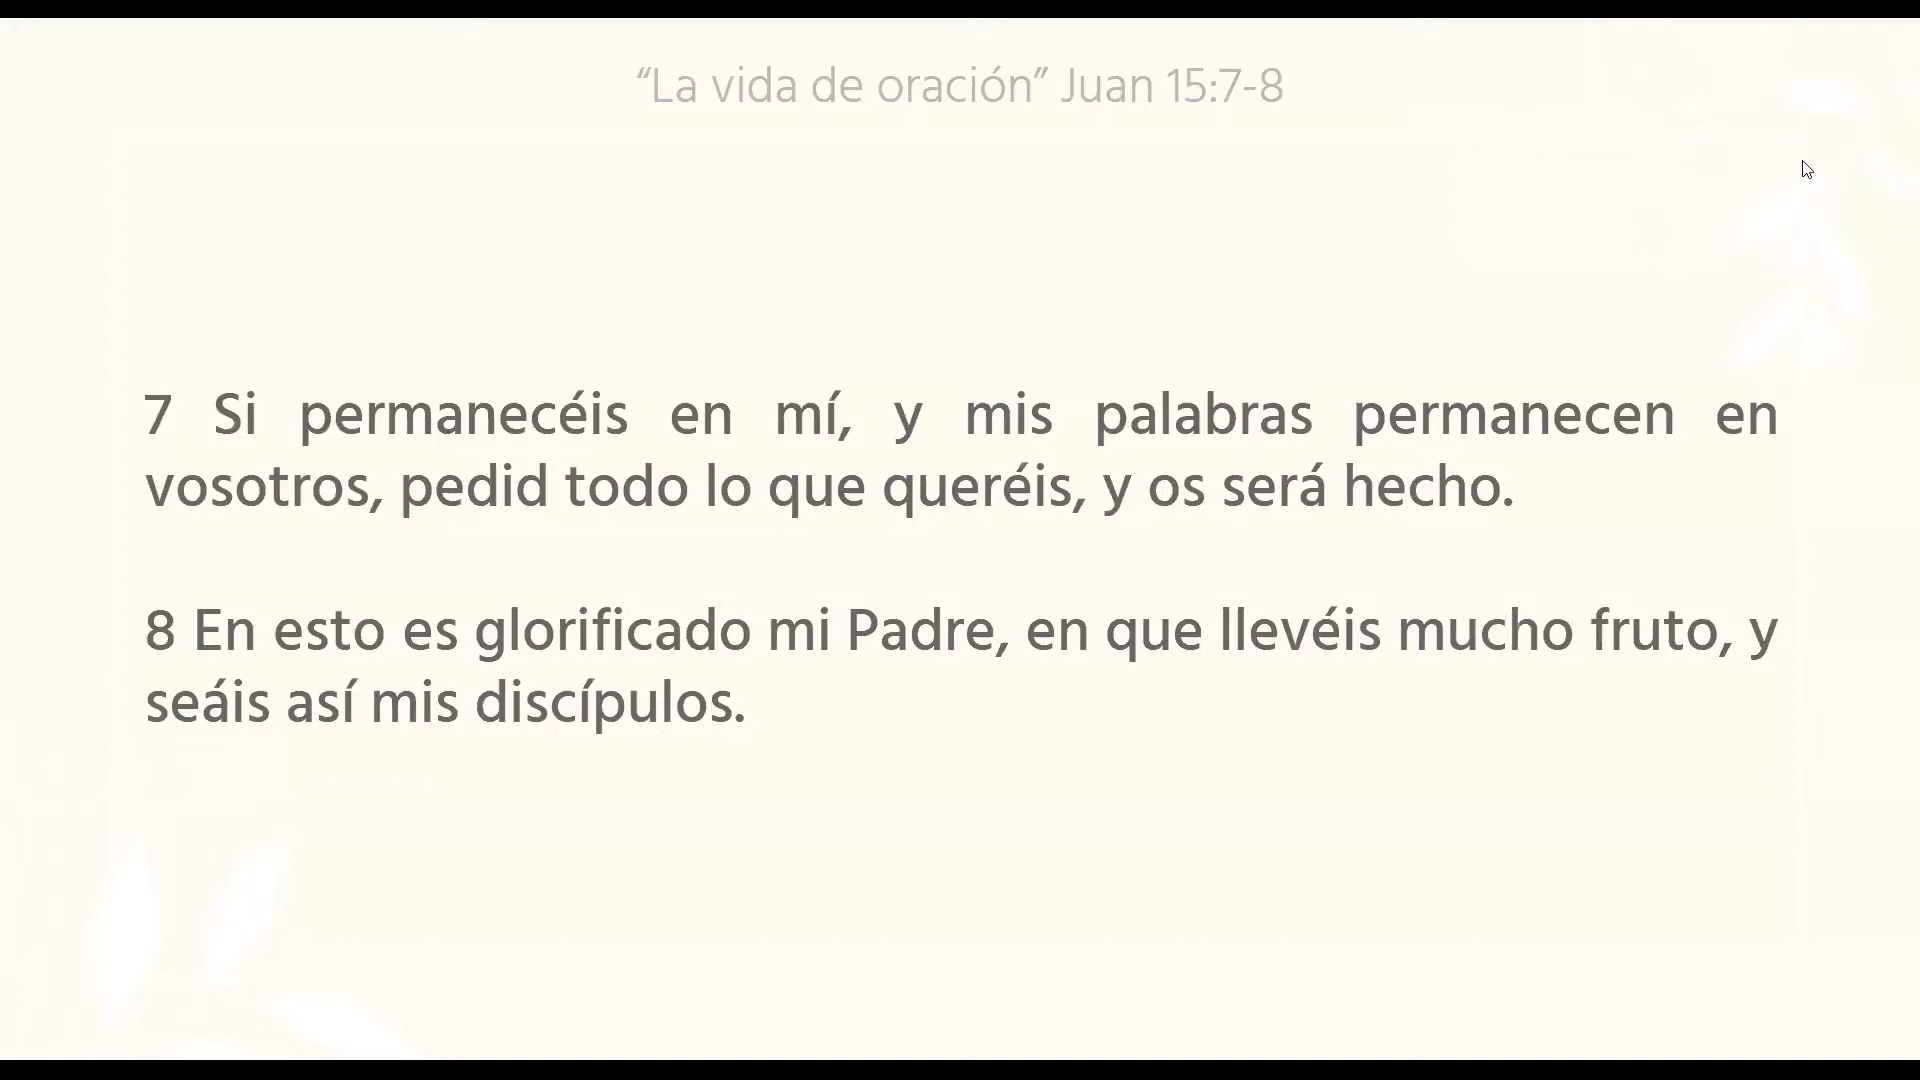 “La vida de oración” Juan 15:7-8
7 Si permanecéis en mí, y mis palabras permanecen en
vosotros, pedid todo lo que queréis, y os será hecho.
8 En esto es glorificado mi Padre, en que llevéis mucho fruto, y
seáis así mis discípulos.